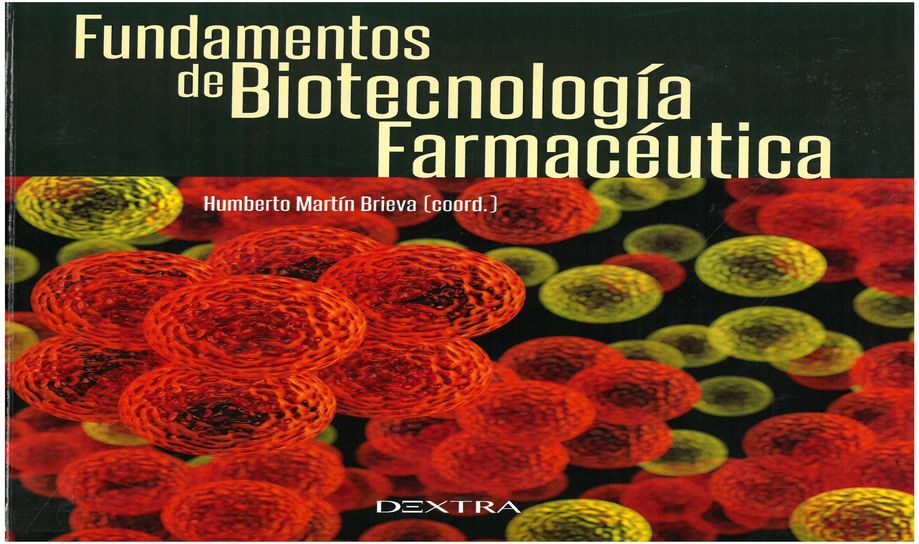 Fundamentos
de Biotecnología
Farmacéutica
Humberto Martín Brieva (coord.)
DEXTRA